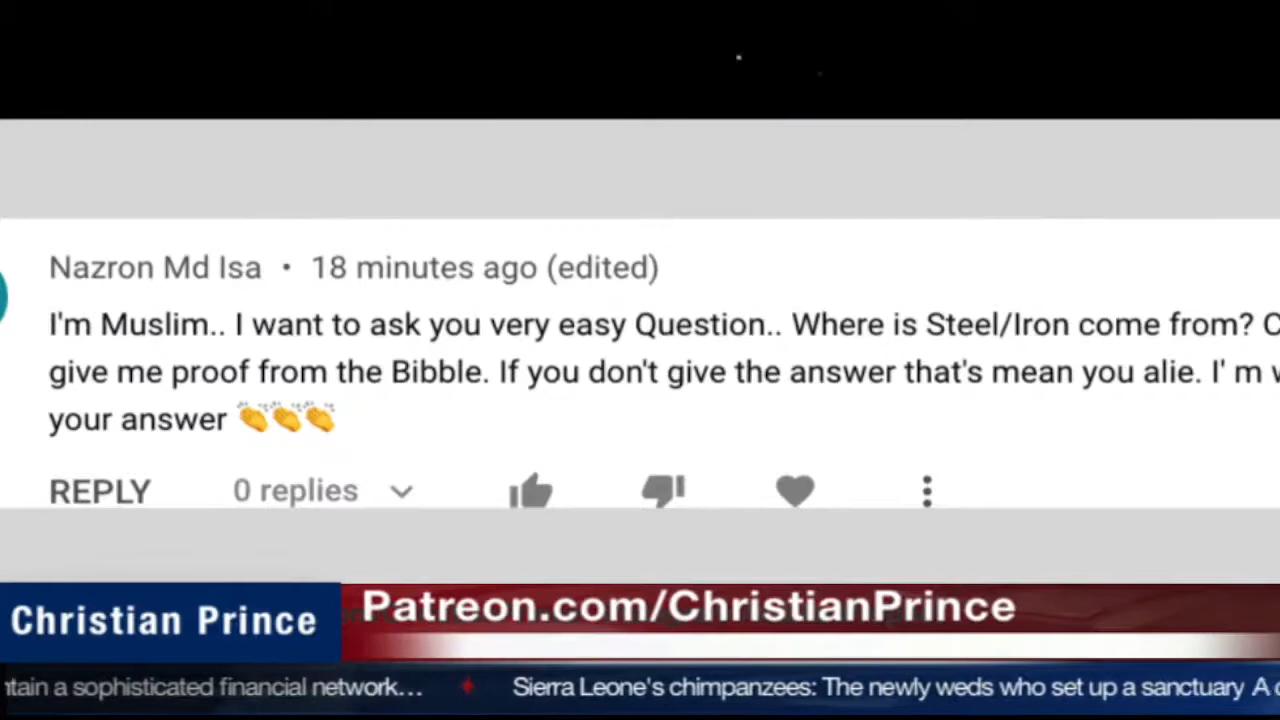 Nazron Md Isa • 18 minutes ago (edited)
I'm Muslim.. I want to ask you very easy Question.. Where is Steel/Iron come from?
give me proof from the Bibble. If you don't give the answer that's mean you alie. I' m
your answer 👏👏👏
REPLY 0 replies
Christian Prince
Patreon.com/ChristianPrince
a sophisticated financial network... Sierra Leone's chimpanzees: The newly weds who set up a sanctuary A